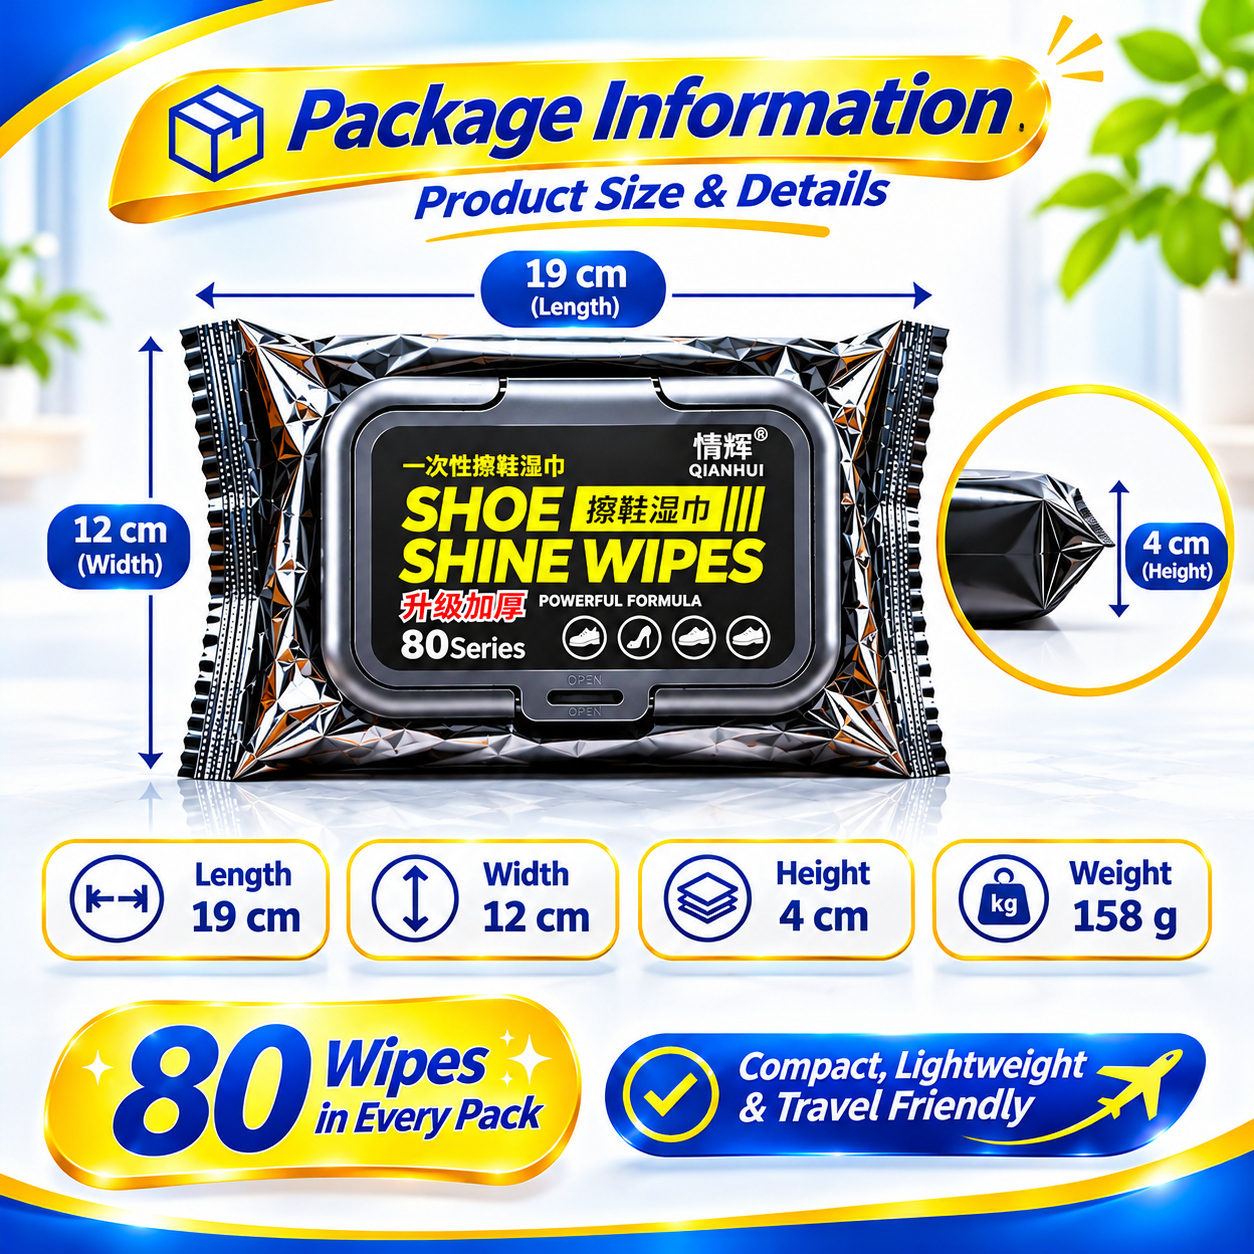 Package Information.
Product Size & Details
19 cm
(Length)
12 cm
(Width)
4 cm
(Height)
情辉®
QIANHUI
一次性擦鞋湿巾
SHOE 擦鞋湿巾
SHINE WIPES
升级加厚 POWERFUL FORMULA
80 Series
OPEN
OPEN
Length
19 cm
Width
12 cm
Height
4 cm
kg
Weight
158 g
80 Wipes
in Every Pack
Compact, Lightweight
& Travel Friendly